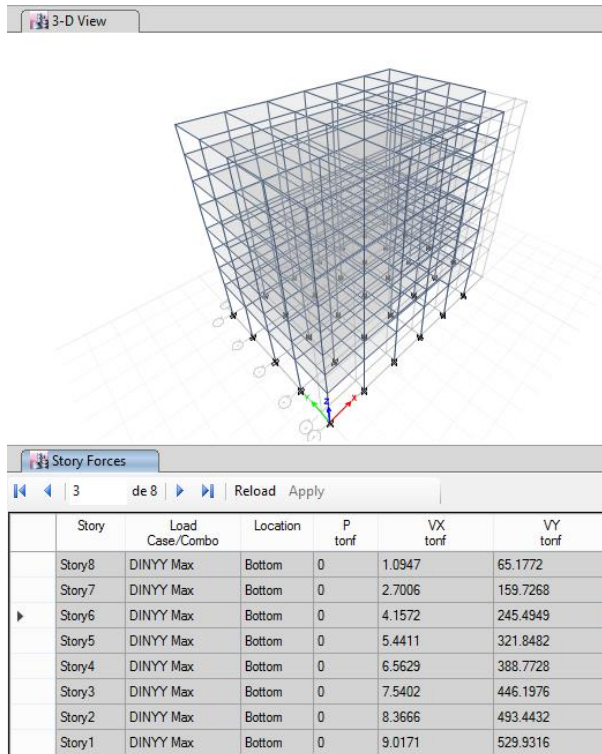 3-D View
Z
X
Story Forces
3 de 8 Reload Apply
Story Load Case/Combo Location P tonf VX tonf VY tonf
Story8 DINYY Max Bottom 0 1.0947 65.1772
Story7 DINYY Max Bottom 0 2.7006 159.7268
Story6 DINYY Max Bottom 0 4.1572 245.4949
Story5 DINYY Max Bottom 0 5.4411 321.8482
Story4 DINYY Max Bottom 0 6.5629 388.7728
Story3 DINYY Max Bottom 0 7.5402 446.1976
Story2 DINYY Max Bottom 0 8.3666 493.4432
Story1 DINYY Max Bottom 0 9.0171 529.9316